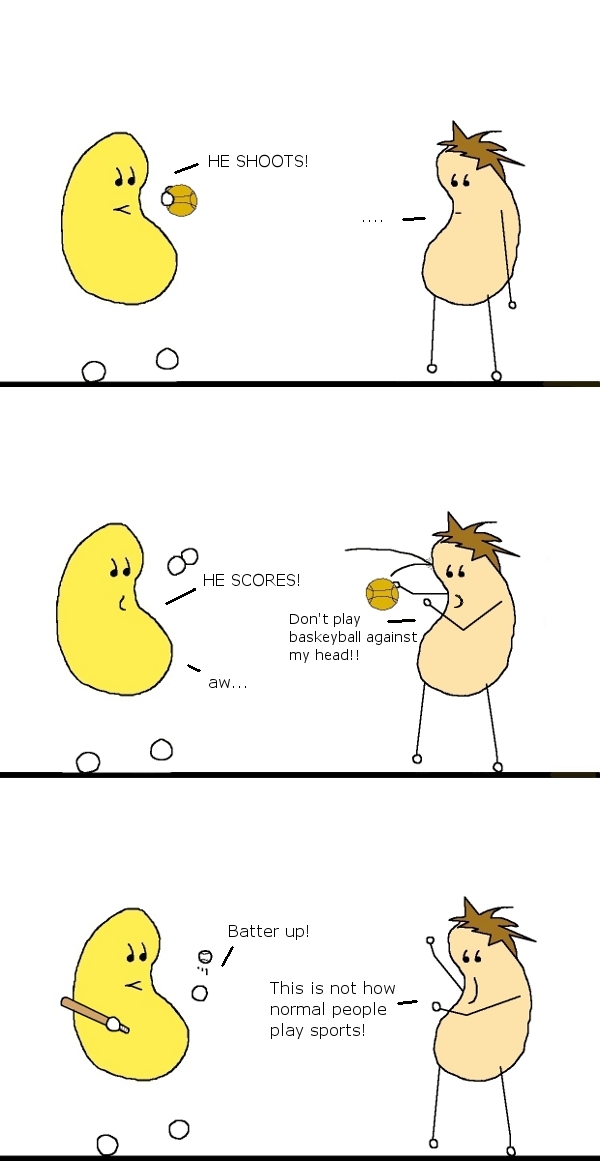 HE SHOOTS!
....
HE SCORES!
Don't play
baskeyball against
my head!!
aw...
Batter up!
This is not how
normal people
play sports!